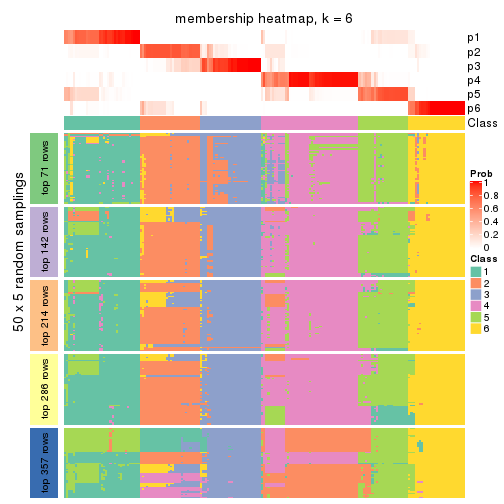 membership heatmap, k = 6
p1
p2
p3
p4
p5
p6
Class
50 x 5 random samplings
top 71 rows
top 142 rows
top 214 rows
top 286 rows
top 357 rows
Prob
1
0.8
0.6
0.4
0.2
0
Class
1
2
3
4
5
6